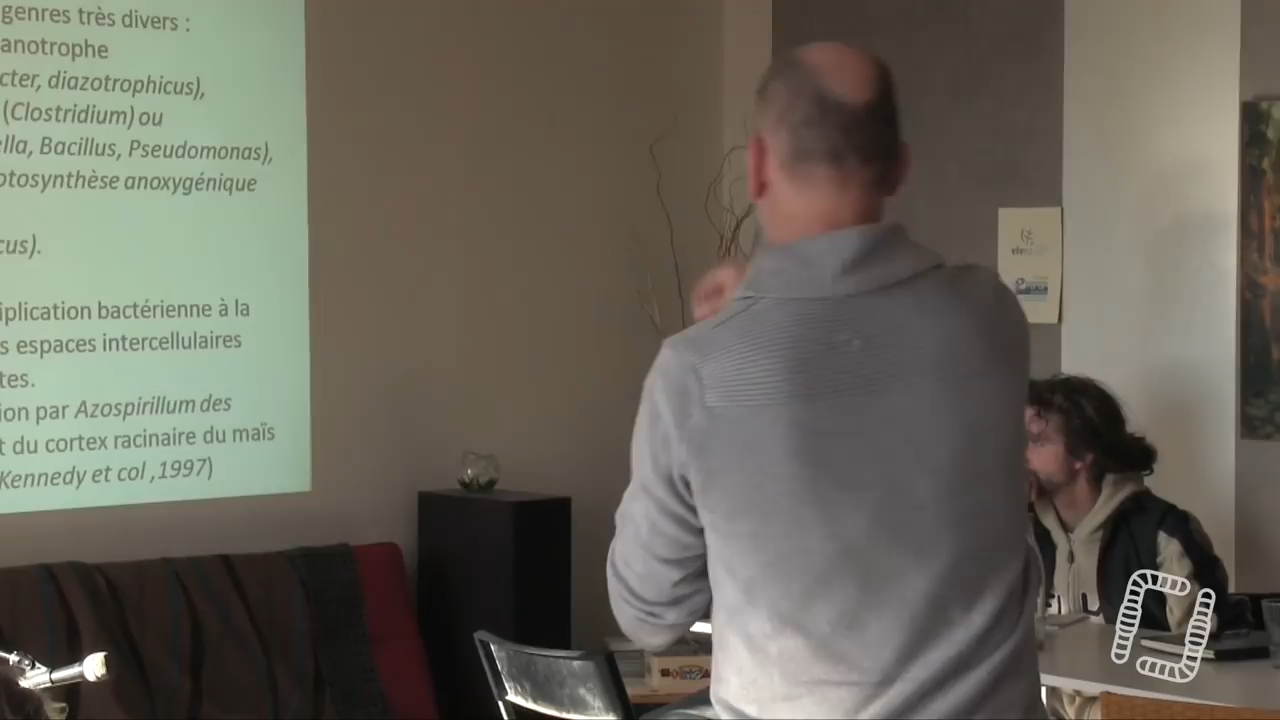 genres très divers :
anotrophe
cter, diazotrophicus),
(Clostridium) ou
ella, Bacillus, Pseudomonas),
otosynthèse anoxygénique
cus).
iplication bactérienne à la
s espaces intercellulaires
tes.
ion par Azospirillum des
t du cortex racinaire du maïs
Kennedy et col ,1997)